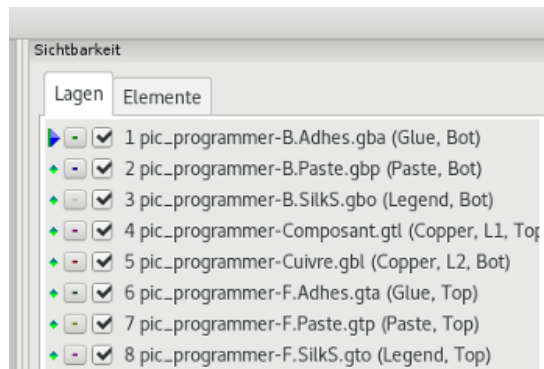 Sichtbarkeit
Lagen Elemente
1 pic_programmer-B.Adhes.gba (Glue, Bot)
2 pic_programmer-B.Paste.gbp (Paste, Bot)
3 pic_programmer-B.SilkS.gbo (Legend, Bot)
4 pic_programmer-Composant.gtl (Copper, L1, Top
5 pic_programmer-Cuivre.gbl (Copper, L2, Bot)
6 pic_programmer-F.Adhes.gta (Glue, Top)
7 pic_programmer-F.Paste.gtp (Paste, Top)
8 pic_programmer-F.SilkS.gto (Legend, Top)